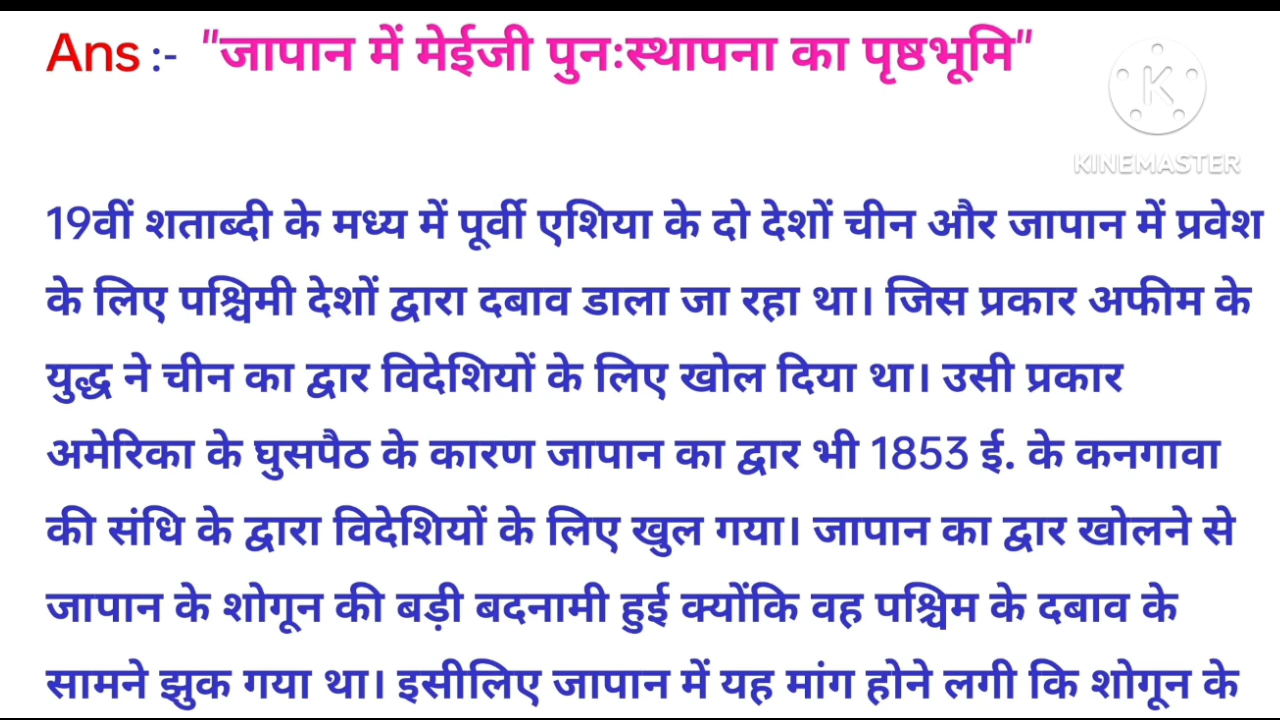 Ans :- "जापान में मेईजी पुनःस्थापना का पृष्ठभूमि"
K
KINEMASTER
19वीं शताब्दी के मध्य में पूर्वी एशिया के दो देशों चीन और जापान में प्रवेश
के लिए पश्चिमी देशों द्वारा दबाव डाला जा रहा था। जिस प्रकार अफीम के
युद्ध ने चीन का द्वार विदेशियों के लिए खोल दिया था। उसी प्रकार
अमेरिका के घुसपैठ के कारण जापान का द्वार भी 1853 ई. के कनगावा
की संधि के द्वारा विदेशियों के लिए खुल गया। जापान का द्वार खोलने से
जापान के शोगून की बड़ी बदनामी हुई क्योंकि वह पश्चिम के दबाव के
सामने झुक गया था। इसीलिए जापान में यह मांग होने लगी कि शोगून के